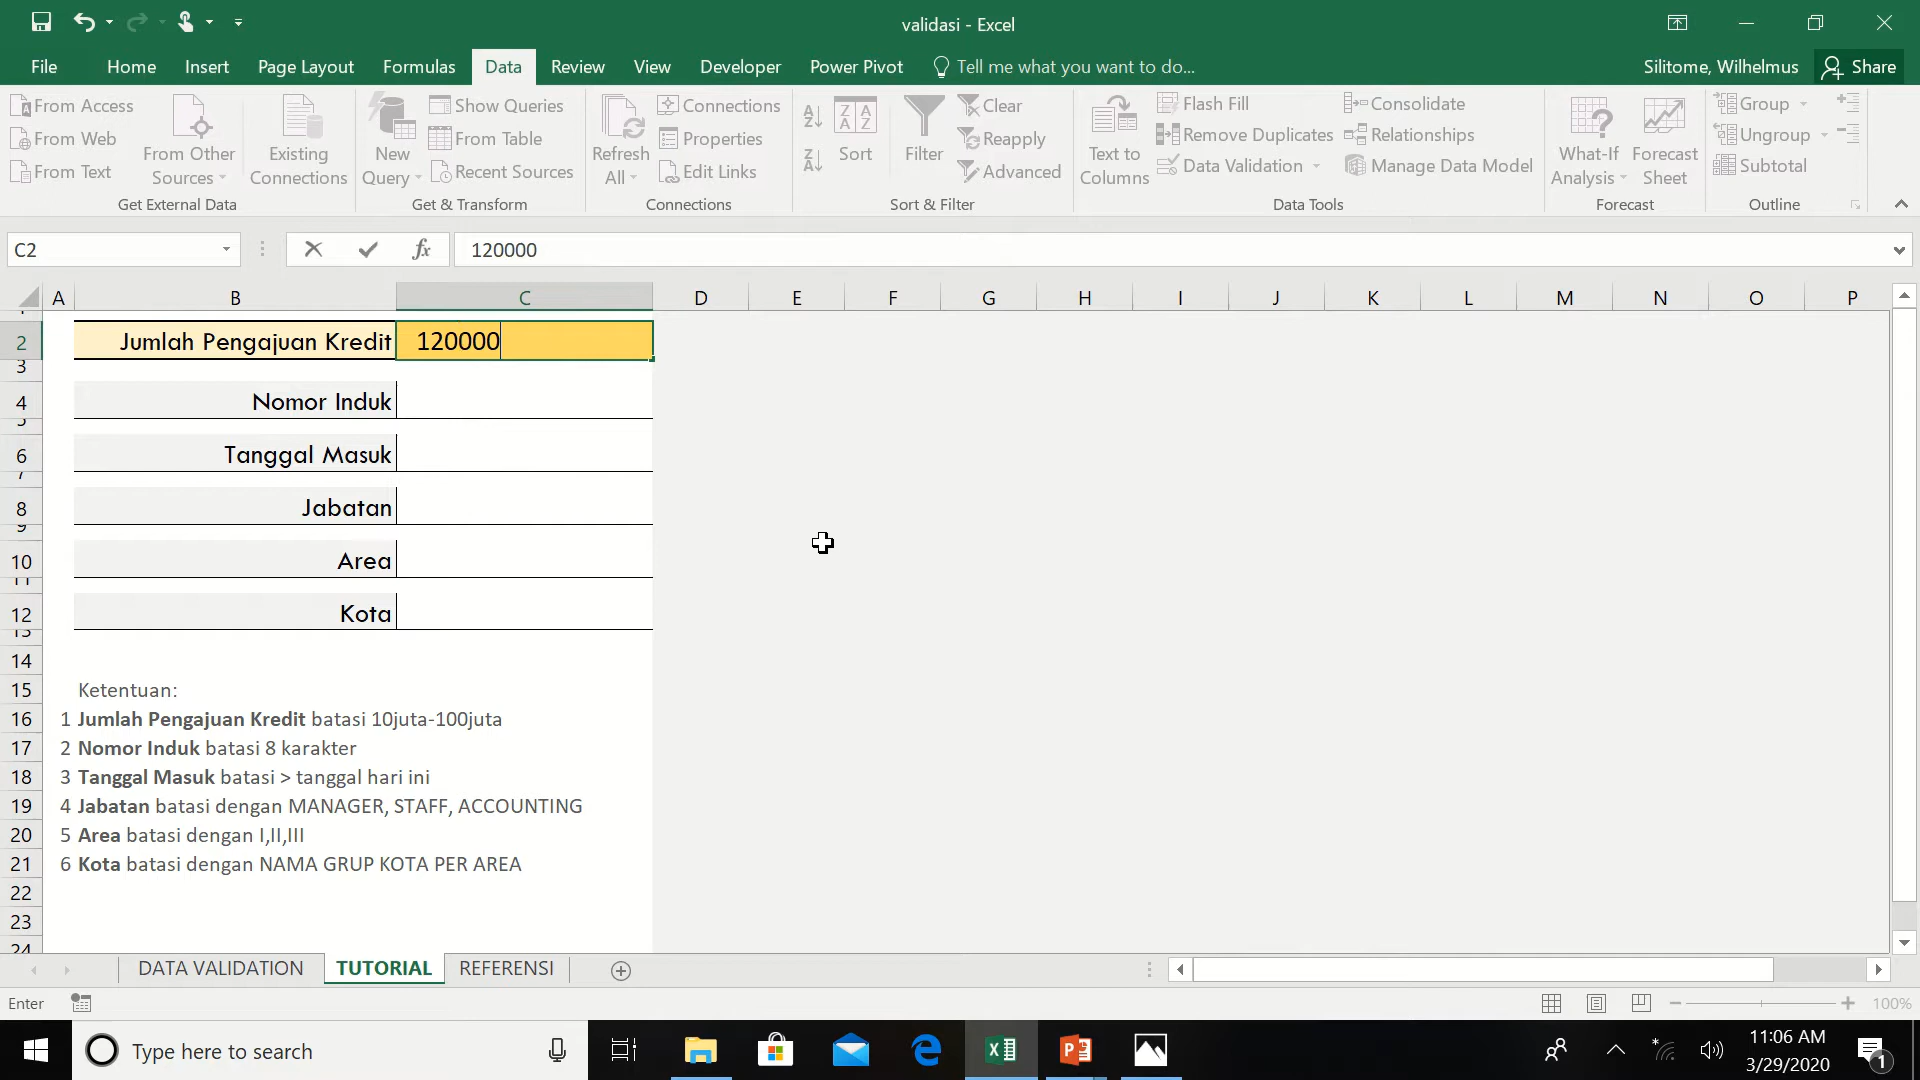 validasi - Excel
File Home Insert Page Layout Formulas Data Review View Developer Power Pivot Tell me what you want to do... Silitome, Wilhelmus Share
From Access
From Web
From Text
From Other Sources
Existing Connections
Get External Data
New Query
Show Queries
From Table
Recent Sources
Get & Transform
Refresh All
Connections
Properties
Edit Links
Connections
Sort
Filter
Clear
Reapply
Advanced
Sort & Filter
Text to Columns
Flash Fill
Remove Duplicates
Data Validation
Consolidate
Relationships
Manage Data Model
Data Tools
What-If Analysis
Forecast Sheet
Forecast
Group
Ungroup
Subtotal
Outline
C2 fx 120000
A B C D E F G H I J K L M N O P
2 Jumlah Pengajuan Kredit 120000
3
4 Nomor Induk
5
6 Tanggal Masuk
7
8 Jabatan
9
10 Area
11
12 Kota
13
14
15 Ketentuan:
16 1 Jumlah Pengajuan Kredit batasi 10juta-100juta
17 2 Nomor Induk batasi 8 karakter
18 3 Tanggal Masuk batasi > tanggal hari ini
19 4 Jabatan batasi dengan MANAGER, STAFF, ACCOUNTING
20 5 Area batasi dengan I,II,III
21 6 Kota batasi dengan NAMA GRUP KOTA PER AREA
22
23
24
DATA VALIDATION TUTORIAL REFERENSI
Enter 100%
Type here to search
11:06 AM
3/29/2020
1